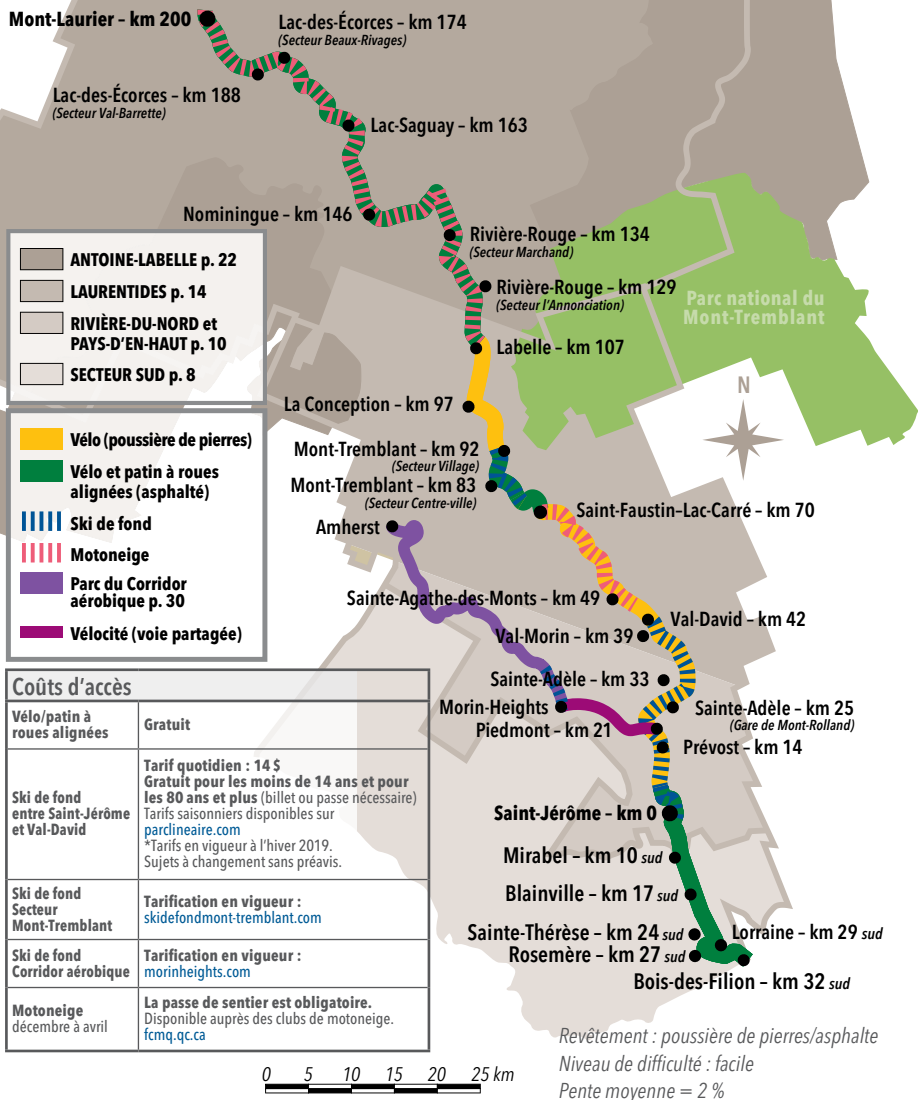 Mont-Laurier – km 200
Lac-des-Écorces – km 174
(Secteur Beaux-Rivages)
Lac-des-Écorces – km 188
(Secteur Val-Barrette)
Lac-Saguay – km 163
Nominingue – km 146
Rivière-Rouge – km 134
(Secteur Marchand)
Rivière-Rouge – km 129
(Secteur l'Annonciation)
Parc national du
Mont-Tremblant
Labelle – km 107
N
La Conception – km 97
Mont-Tremblant – km 92
(Secteur Village)
Mont-Tremblant – km 83
(Secteur Centre-ville)
Saint-Faustin–Lac-Carré – km 70
Amherst
Sainte-Agathe-des-Monts – km 49
Val-David – km 42
Val-Morin – km 39
Sainte-Adèle – km 33
Morin-Heights
Sainte-Adèle – km 25
(Gare de Mont-Rolland)
Piedmont – km 21
Prévost – km 14
Saint-Jérôme – km 0
Mirabel – km 10 sud
Blainville – km 17 sud
Sainte-Thérèse – km 24 sud
Lorraine – km 29 sud
Rosemère – km 27 sud
Bois-des-Filion – km 32 sud
ANTOINE-LABELLE p. 22
LAURENTIDES p. 14
RIVIÈRE-DU-NORD et
PAYS-D'EN-HAUT p. 10
SECTEUR SUD p. 8
Vélo (poussière de pierres)
Vélo et patin à roues
alignées (asphalté)
Ski de fond
Motoneige
Parc du Corridor
aérobique p. 30
Vélocité (voie partagée)
Coûts d'accès
Vélo/patin à
roues alignées
Gratuit
Ski de fond
entre Saint-Jérôme
et Val-David
Tarif quotidien : 14 $
Gratuit pour les moins de 14 ans et pour
les 80 ans et plus (billet ou passe nécessaire)
Tarifs saisonniers disponibles sur
parclineaire.com
*Tarifs en vigueur à l'hiver 2019.
Sujets à changement sans préavis.
Ski de fond
Secteur
Mont-Tremblant
Tarification en vigueur :
skidefondmont-tremblant.com
Ski de fond
Corridor aérobique
Tarification en vigueur :
morinheights.com
Motoneige
décembre à avril
La passe de sentier est obligatoire.
Disponible auprès des clubs de motoneige.
fcmq.qc.ca
0 5 10 15 20 25 km
Revêtement : poussière de pierres/asphalte
Niveau de difficulté : facile
Pente moyenne = 2 %